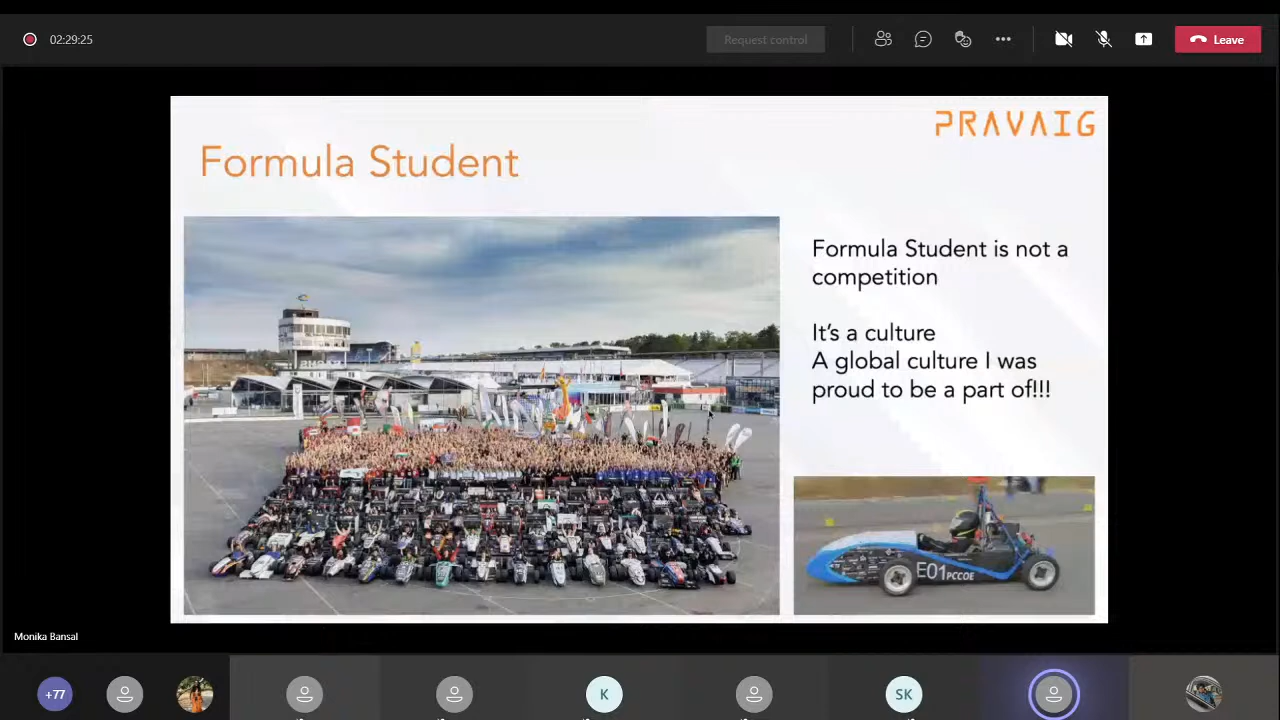 02:29:25
Request control
Leave
PRAVAIG
Formula Student
Formula Student is not a
competition
It's a culture
A global culture I was
proud to be a part of!!!
E01 PCCOE
Monika Bansal
+77
K
SK